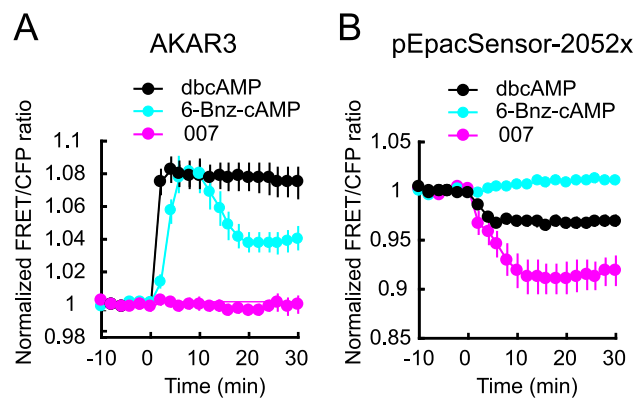 A
AKAR3
dbcAMP
6-Bnz-cAMP
007
Normalized FRET/CFP ratio
1.1
1.08
1.06
1.04
1.02
1
0.98
-10 0 10 20 30
Time (min)
B
pEpacSensor-2052x
dbcAMP
6-Bnz-cAMP
007
Normalized FRET/CFP ratio
1.05
1
0.95
0.9
0.85
-10 0 10 20 30
Time (min)